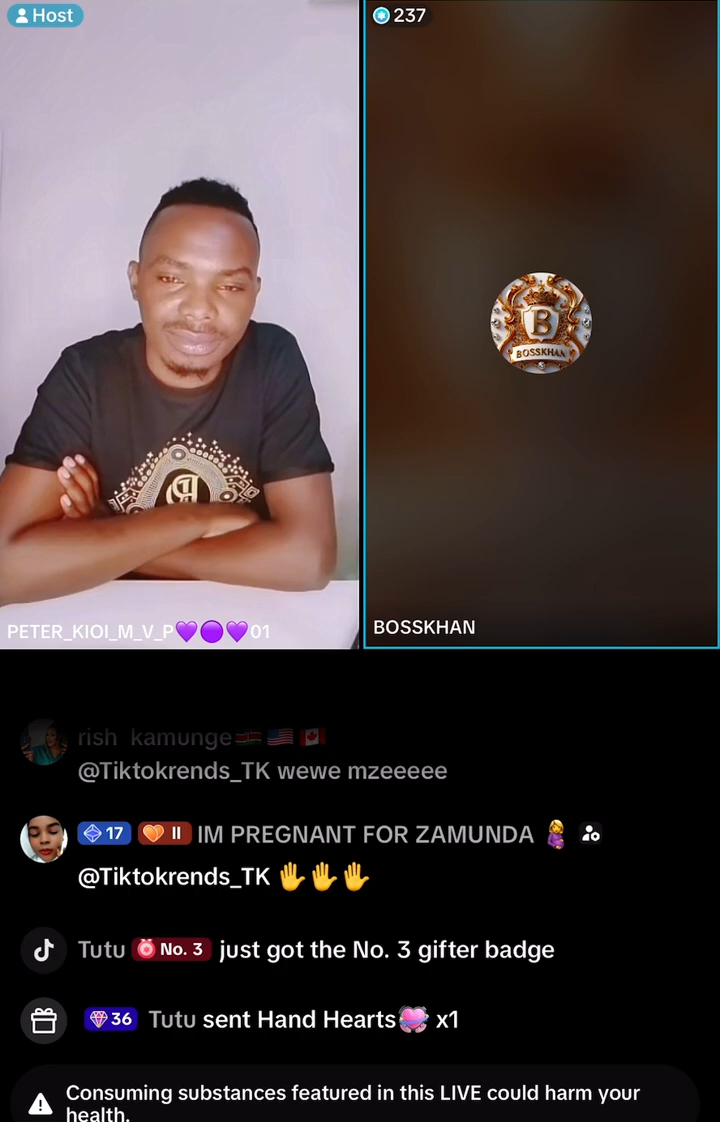 Host
237
B
BOSSKHAN
PETER_KIOI_M_V_P💜🟣💜01
BOSSKHAN
rish kamunge🇰🇪 🇺🇸 🇨🇦
@Tiktokrends_TK wewe mzeeeee
17 II IM PREGNANT FOR ZAMUNDA 🤰
@Tiktokrends_TK 🖐🖐🖐
Tutu No. 3 just got the No. 3 gifter badge
36 Tutu sent Hand Hearts x1
Consuming substances featured in this LIVE could harm your
health.